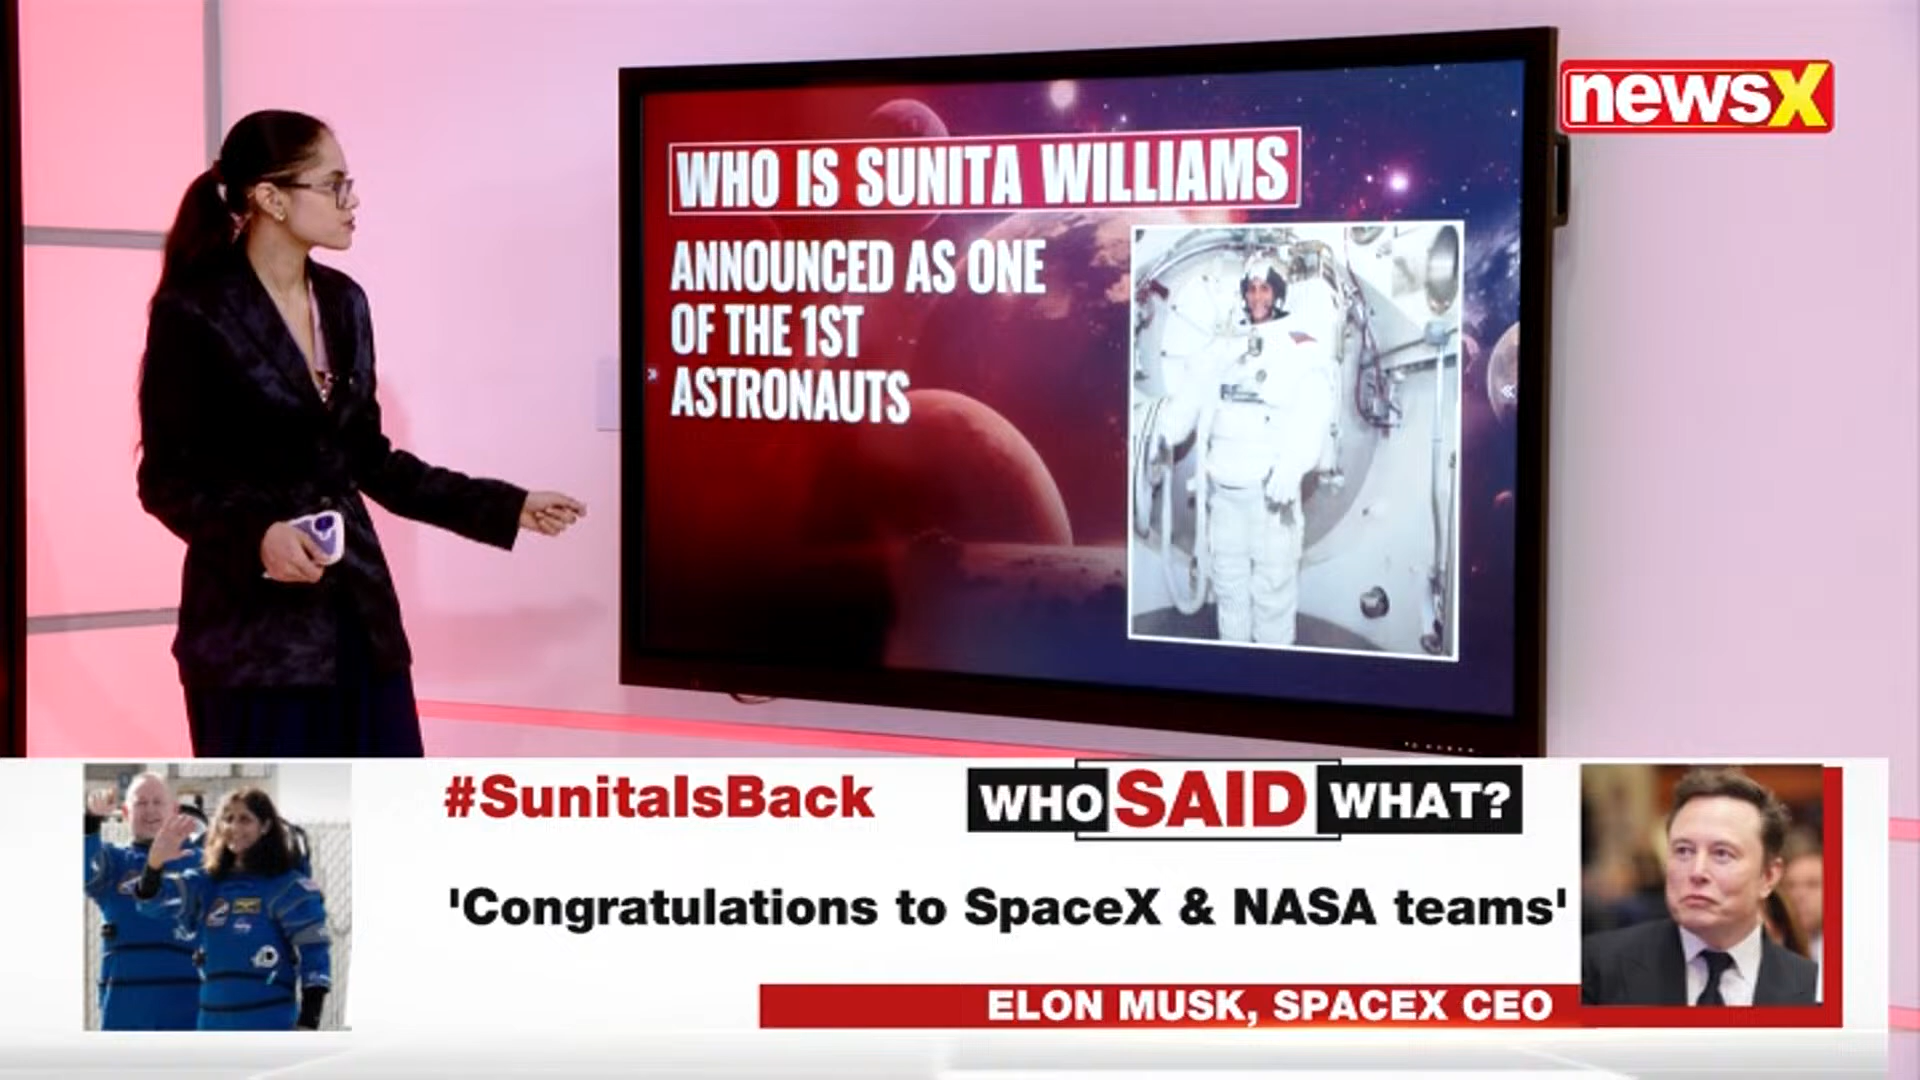 newsX
WHO IS SUNITA WILLIAMS
ANNOUNCED AS ONE
OF THE 1ST
ASTRONAUTS
#SunitaIsBack
WHO SAID WHAT?
'Congratulations to SpaceX & NASA teams'
ELON MUSK, SPACEX CEO